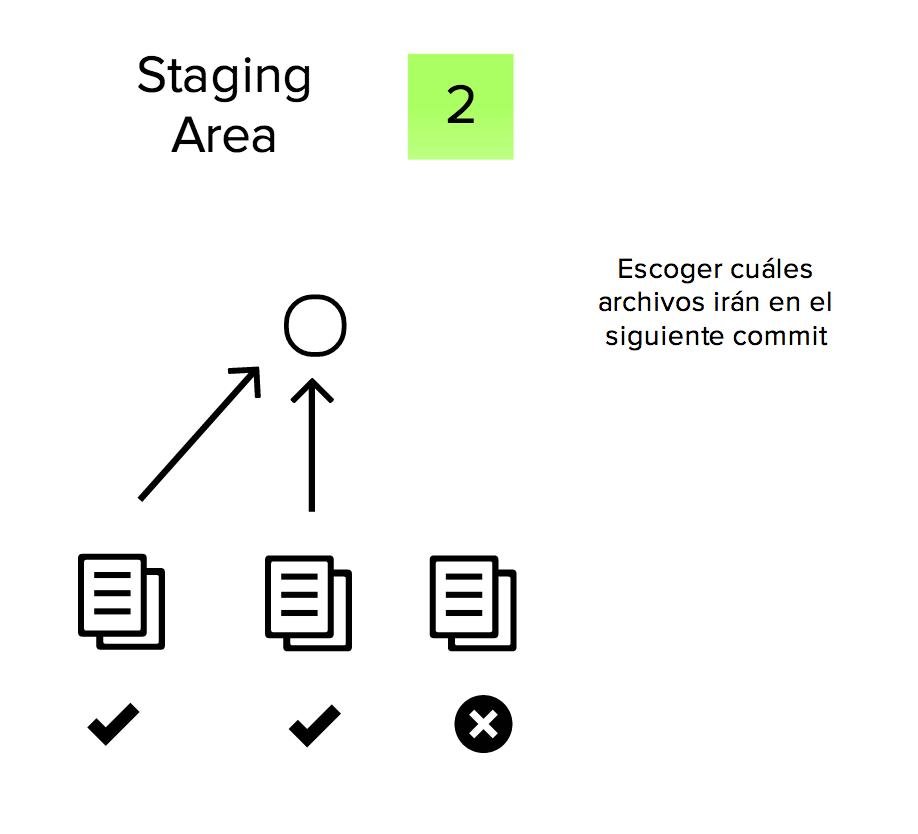 Staging
Area
2
Escoger cuáles
archivos irán en el
siguiente commit